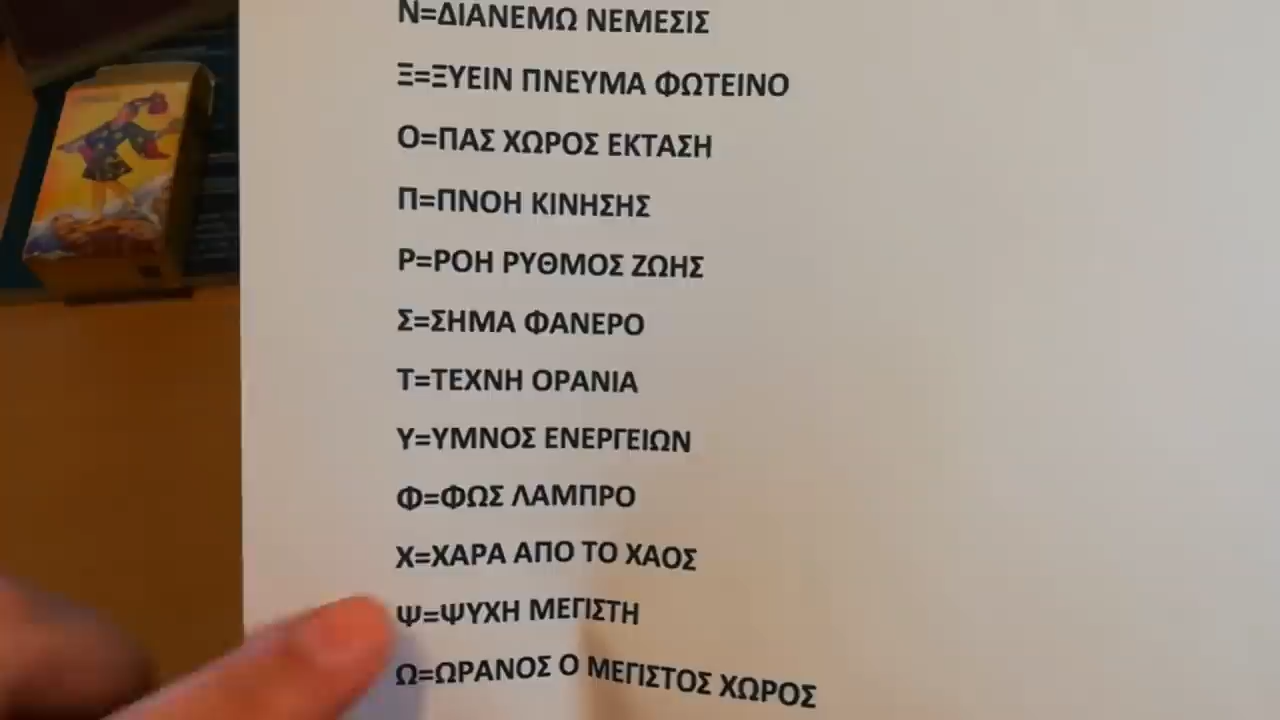 Ν=ΔΙΑΝΕΜΩ ΝΕΜΕΣΙΣ
Ξ=ΞΥΕΙΝ ΠΝΕΥΜΑ ΦΩΤΕΙΝΟ
Ο=ΠΑΣ ΧΩΡΟΣ ΕΚΤΑΣΗ
Π=ΠΝΟΗ ΚΙΝΗΣΗΣ
Ρ=ΡΟΗ ΡΥΘΜΟΣ ΖΩΗΣ
Σ=ΣΗΜΑ ΦΑΝΕΡΟ
Τ=ΤΕΧΝΗ ΟΡΑΝΙΑ
Υ=ΥΜΝΟΣ ΕΝΕΡΓΕΙΩΝ
Φ=ΦΩΣ ΛΑΜΠΡΟ
Χ=ΧΑΡΑ ΑΠΟ ΤΟ ΧΑΟΣ
Ψ=ΨΥΧΗ ΜΕΓΙΣΤΗ
Ω=ΩΡΑΝΟΣ Ο ΜΕΓΙΣΤΟΣ ΧΩΡΟΣ